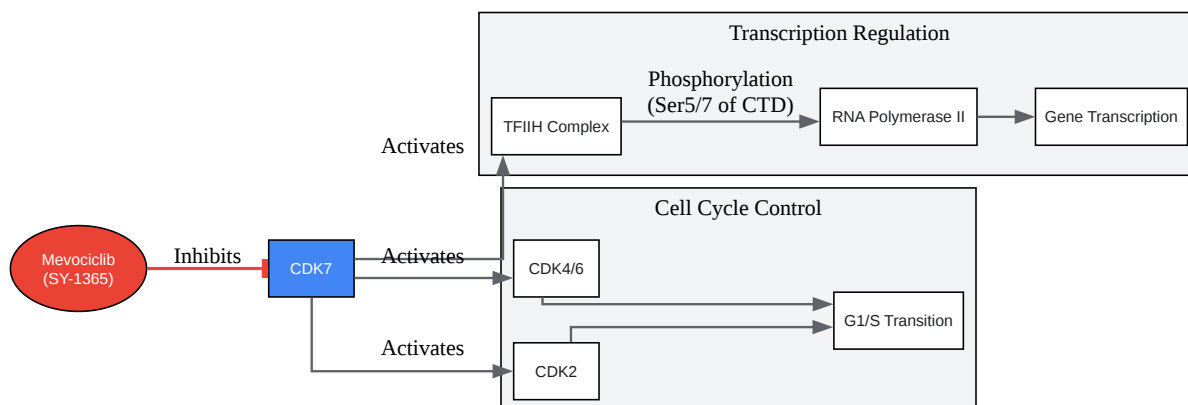 Transcription Regulation
Phosphorylation
(Ser5/7 of CTD)
TFIIH Complex
RNA Polymerase II
Gene Transcription
Activates
Cell Cycle Control
Mevociclib
(SY-1365)
Inhibits
CDK7
Activates
CDK4/6
G1/S Transition
Activates
CDK2